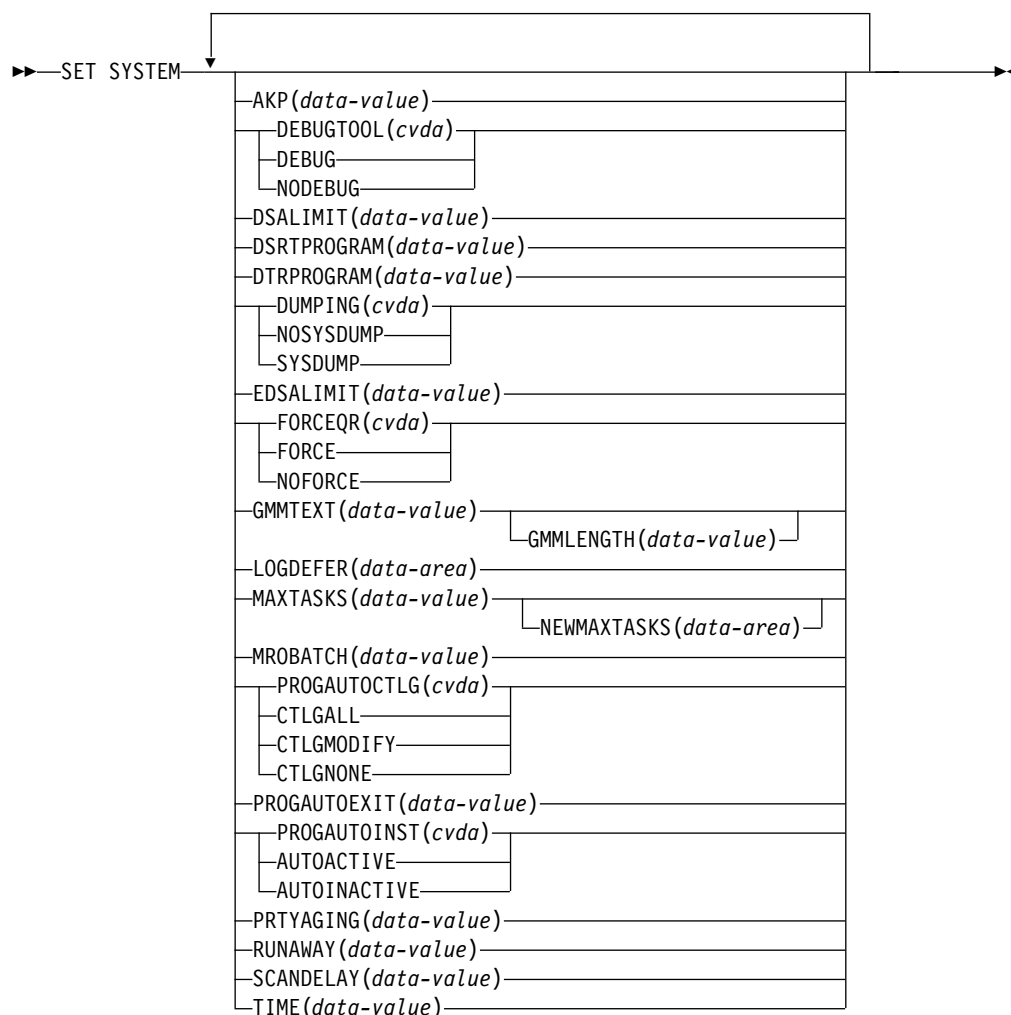 SET SYSTEM
AKP(data-value)
DEBUGTOOL(cvda)
DEBUG
NODEBUG
DSALIMIT(data-value)
DSRTPROGRAM(data-value)
DTRPROGRAM(data-value)
DUMPING(cvda)
NOSYSDUMP
SYSDUMP
EDSALIMIT(data-value)
FORCEQR(cvda)
FORCE
NOFORCE
GMMTEXT(data-value)
GMMLENGTH(data-value)
LOGDEFER(data-area)
MAXTASKS(data-value)
NEWMAXTASKS(data-area)
MROBATCH(data-value)
PROGAUTOCTLG(cvda)
CTLGALL
CTLGMODIFY
CTLGNONE
PROGAUTOEXIT(data-value)
PROGAUTOINST(cvda)
AUTOACTIVE
AUTOINACTIVE
PRTYAGING(data-value)
RUNAWAY(data-value)
SCANDELAY(data-value)
TIME(data-value)